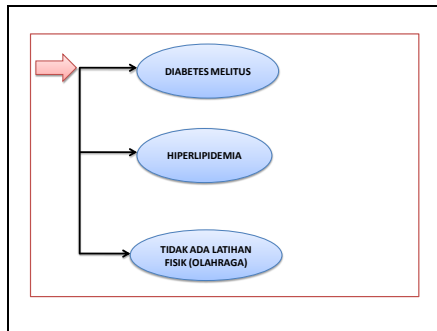 DIABETES MELITUS
HIPERLIPIDEMIA
TIDAK ADA LATIHAN
FISIK (OLAHRAGA)